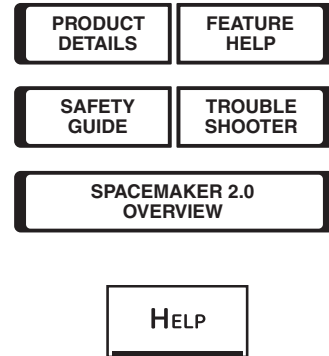 PRODUCT FEATURE
DETAILS HELP
SAFETY TROUBLE
GUIDE SHOOTER
SPACEMAKER 2.0
OVERVIEW
HELP